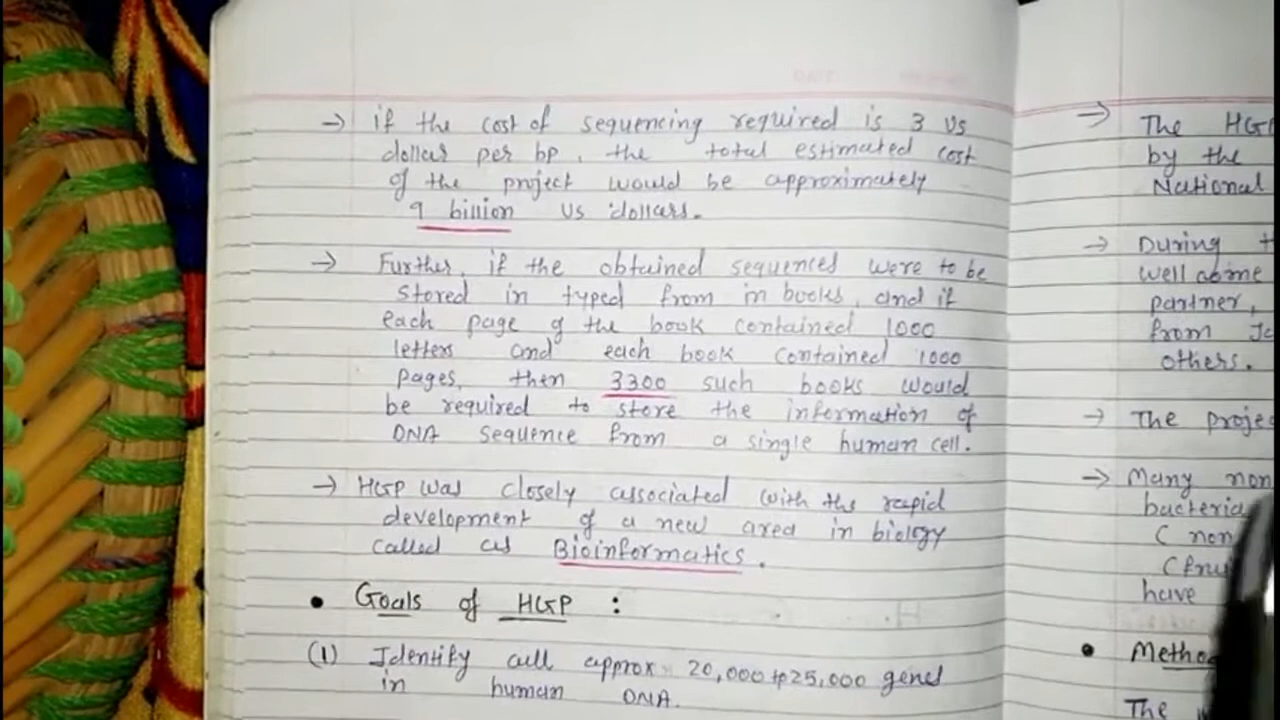 → if the cost of sequencing required is 3 US
dollars per bp, the total estimated cost
of the project would be approximately
9 billion US dollars.
→ Further, if the obtained sequences were to be
stored in typed from in books, and if
each page of the book contained 1000
letters and each book contained 1000
pages, then 3300 such books would
be required to store the information of
DNA sequence from a single human cell.
→ HGP was closely associated with the rapid
development of a new area in biology
called as Bioinformatics.
• Goals of HGP :
(1) Identify all approx 20,000 to 25,000 genes
in human DNA.
→ The HG
by the
National
→ During
well come
partner,
from
others.
→ The projec
→ Many non
bacteria
( non
(frui
have
• Metho
The